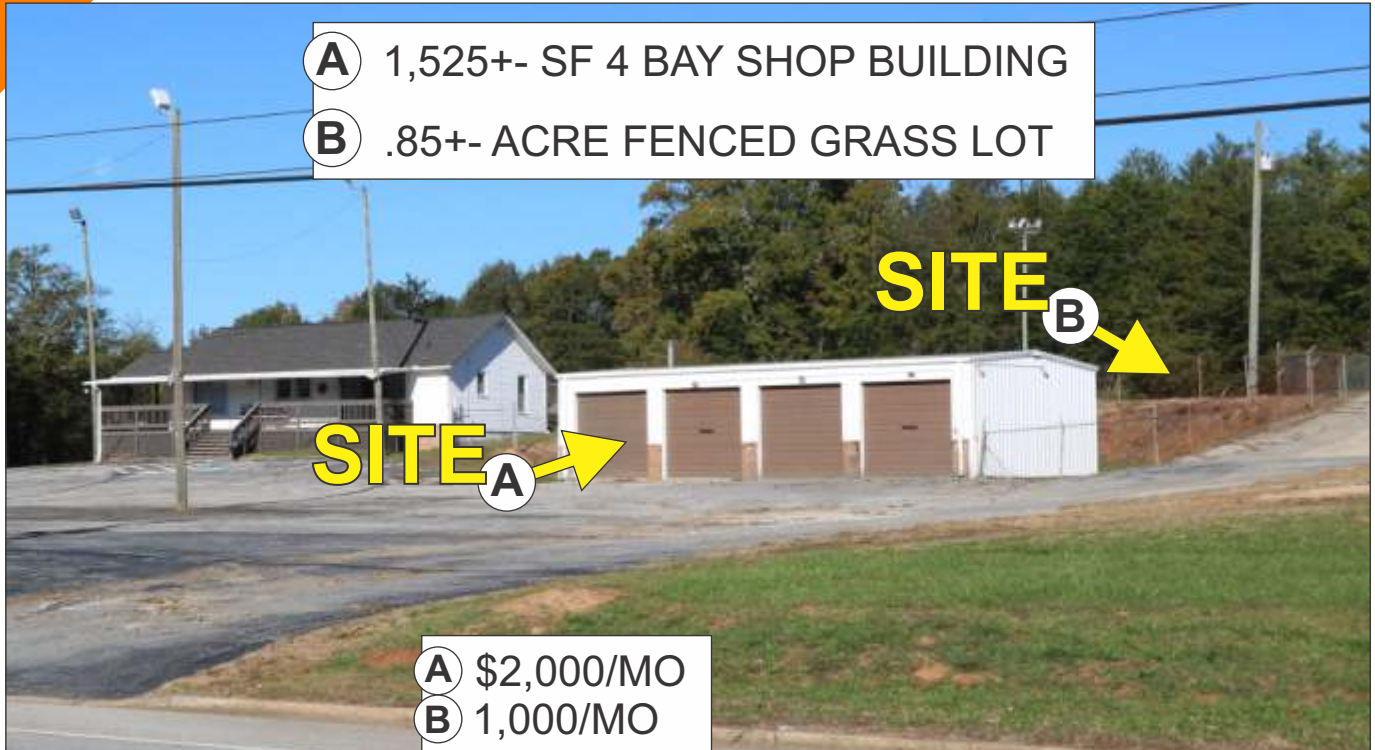 A 1,525+- SF 4 BAY SHOP BUILDING
B .85+- ACRE FENCED GRASS LOT
SITE
B
SITE
A
A $2,000/MO
B 1,000/MO